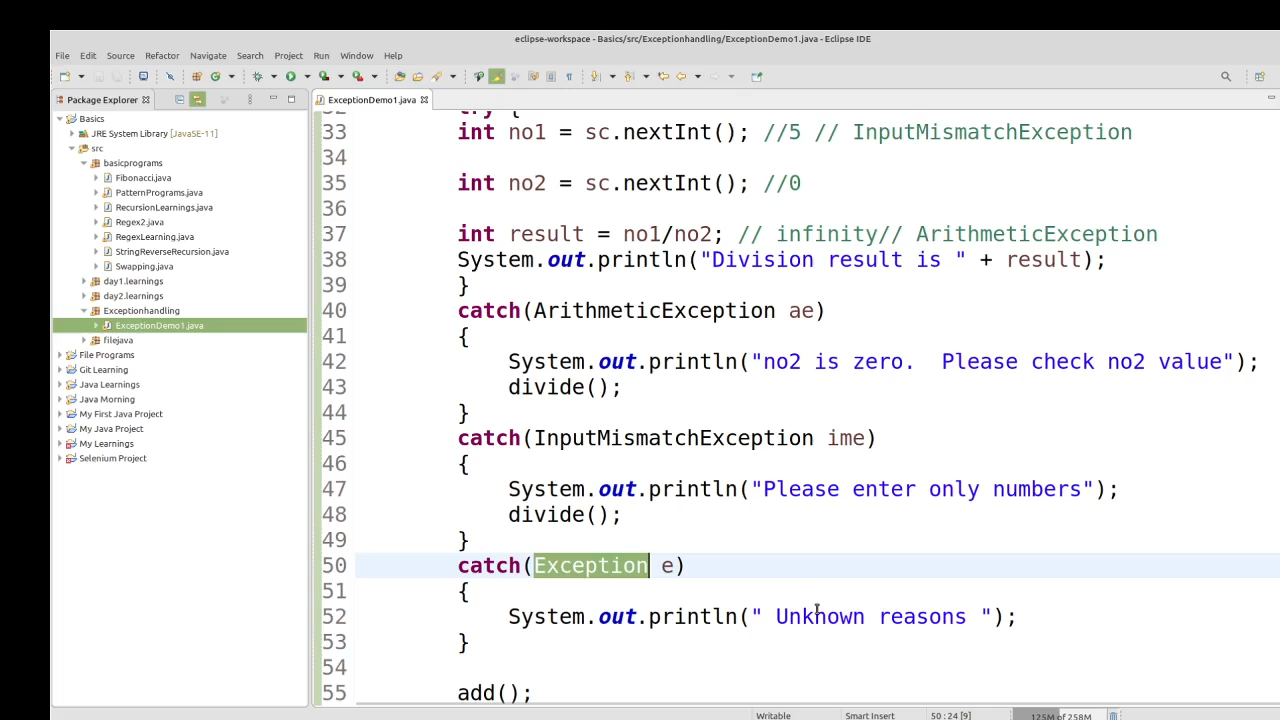 eclipse-workspace - Basics/src/Exceptionhandling/ExceptionDemo1.java - Eclipse IDE
File Edit Source Refactor Navigate Search Project Run Window Help
Package Explorer
Basics
JRE System Library [JavaSE-11]
src
basicprograms
Fibonacci.java
PatternPrograms.java
RecursionLearnings.java
Regex2.java
RegexLearning.java
StringReverseRecursion.java
Swapping.java
day1.learnings
day2.learnings
Exceptionhandling
ExceptionDemo1.java
filejava
File Programs
Git Learning
Java Learnings
Java Morning
My First Java Project
My Java Project
My Learnings
Selenium Project
ExceptionDemo1.java
32 try {
33 int no1 = sc.nextInt(); //5 // InputMismatchException
34
35 int no2 = sc.nextInt(); //0
36
37 int result = no1/no2; // infinity// ArithmeticException
38 System.out.println("Division result is " + result);
39 }
40 catch(ArithmeticException ae)
41 {
42 System.out.println("no2 is zero.  Please check no2 value");
43 divide();
44 }
45 catch(InputMismatchException ime)
46 {
47 System.out.println("Please enter only numbers");
48 divide();
49 }
50 catch(Exception e)
51 {
52 System.out.println(" Unknown reasons ");
53 }
54
55 add();
Writable Smart Insert 50 : 24 [9] 125M of 258M